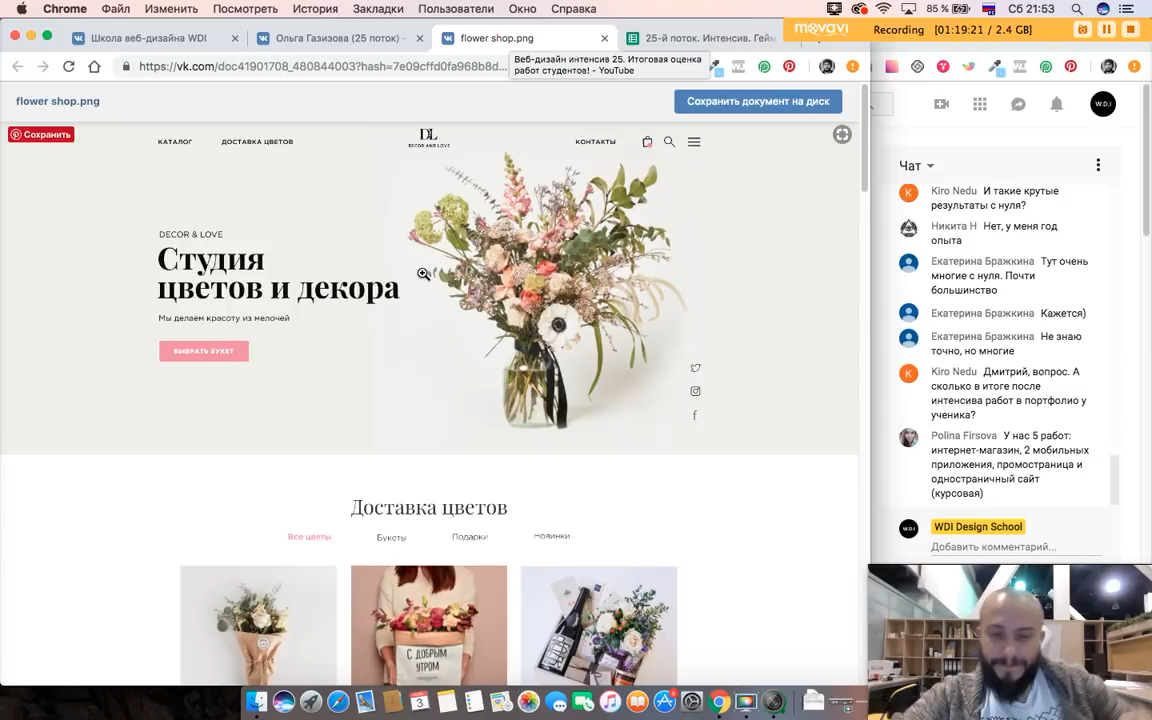 Chrome Файл Изменить Посмотреть История Закладки Пользователи Окно Справка
85 % Сб 21:53
movavi Recording [01:19:21 / 2.4 GB]
Школа веб-дизайна WDI
Ольга Газизова (25 поток) –
flower shop.png
25-й поток. Интенсив. Гейм
Веб-дизайн интенсив 25. Итоговая оценка
работ студентов! - YouTube
https://vk.com/doc41901708_480844003?hash=7e09cffd0fa968b8d...
flower shop.png
Сохранить документ на диск
Сохранить
КАТАЛОГ
ДОСТАВКА ЦВЕТОВ
DL
DECOR AND LOVE
КОНТАКТЫ
DECOR & LOVE
Студия
цветов и декора
Мы делаем красоту из мелочей
ВЫБРАТЬ БУКЕТ
Доставка цветов
Все цветы
Букеты
Подарки
Новинки
С ДОБРЫМ
УТРОМ
W.D.I
Чат
Kiro Nedu И такие крутые
результаты с нуля?
Никита Н Нет, у меня год
опыта
Екатерина Бражкина Тут очень
многие с нуля. Почти
большинство
Екатерина Бражкина Кажется)
Екатерина Бражкина Не знаю
точно, но многие
Kiro Nedu Дмитрий, вопрос. А
сколько в итоге после
интенсива работ в портфолио у
ученика?
Polina Firsova У нас 5 работ:
интернет-магазин, 2 мобильных
приложения, промостраница и
одностраничный сайт
(курсовая)
WDI Design School
Добавить комментарий...